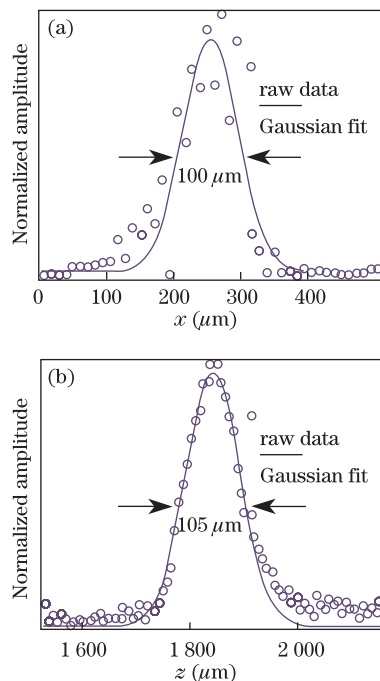 (a)
Normalized amplitude
raw data
Gaussian fit
100 μm
0 100 200 300 400
x (μm)
(b)
Normalized amplitude
raw data
Gaussian fit
105 μm
1 600 1 800 2 000
z (μm)